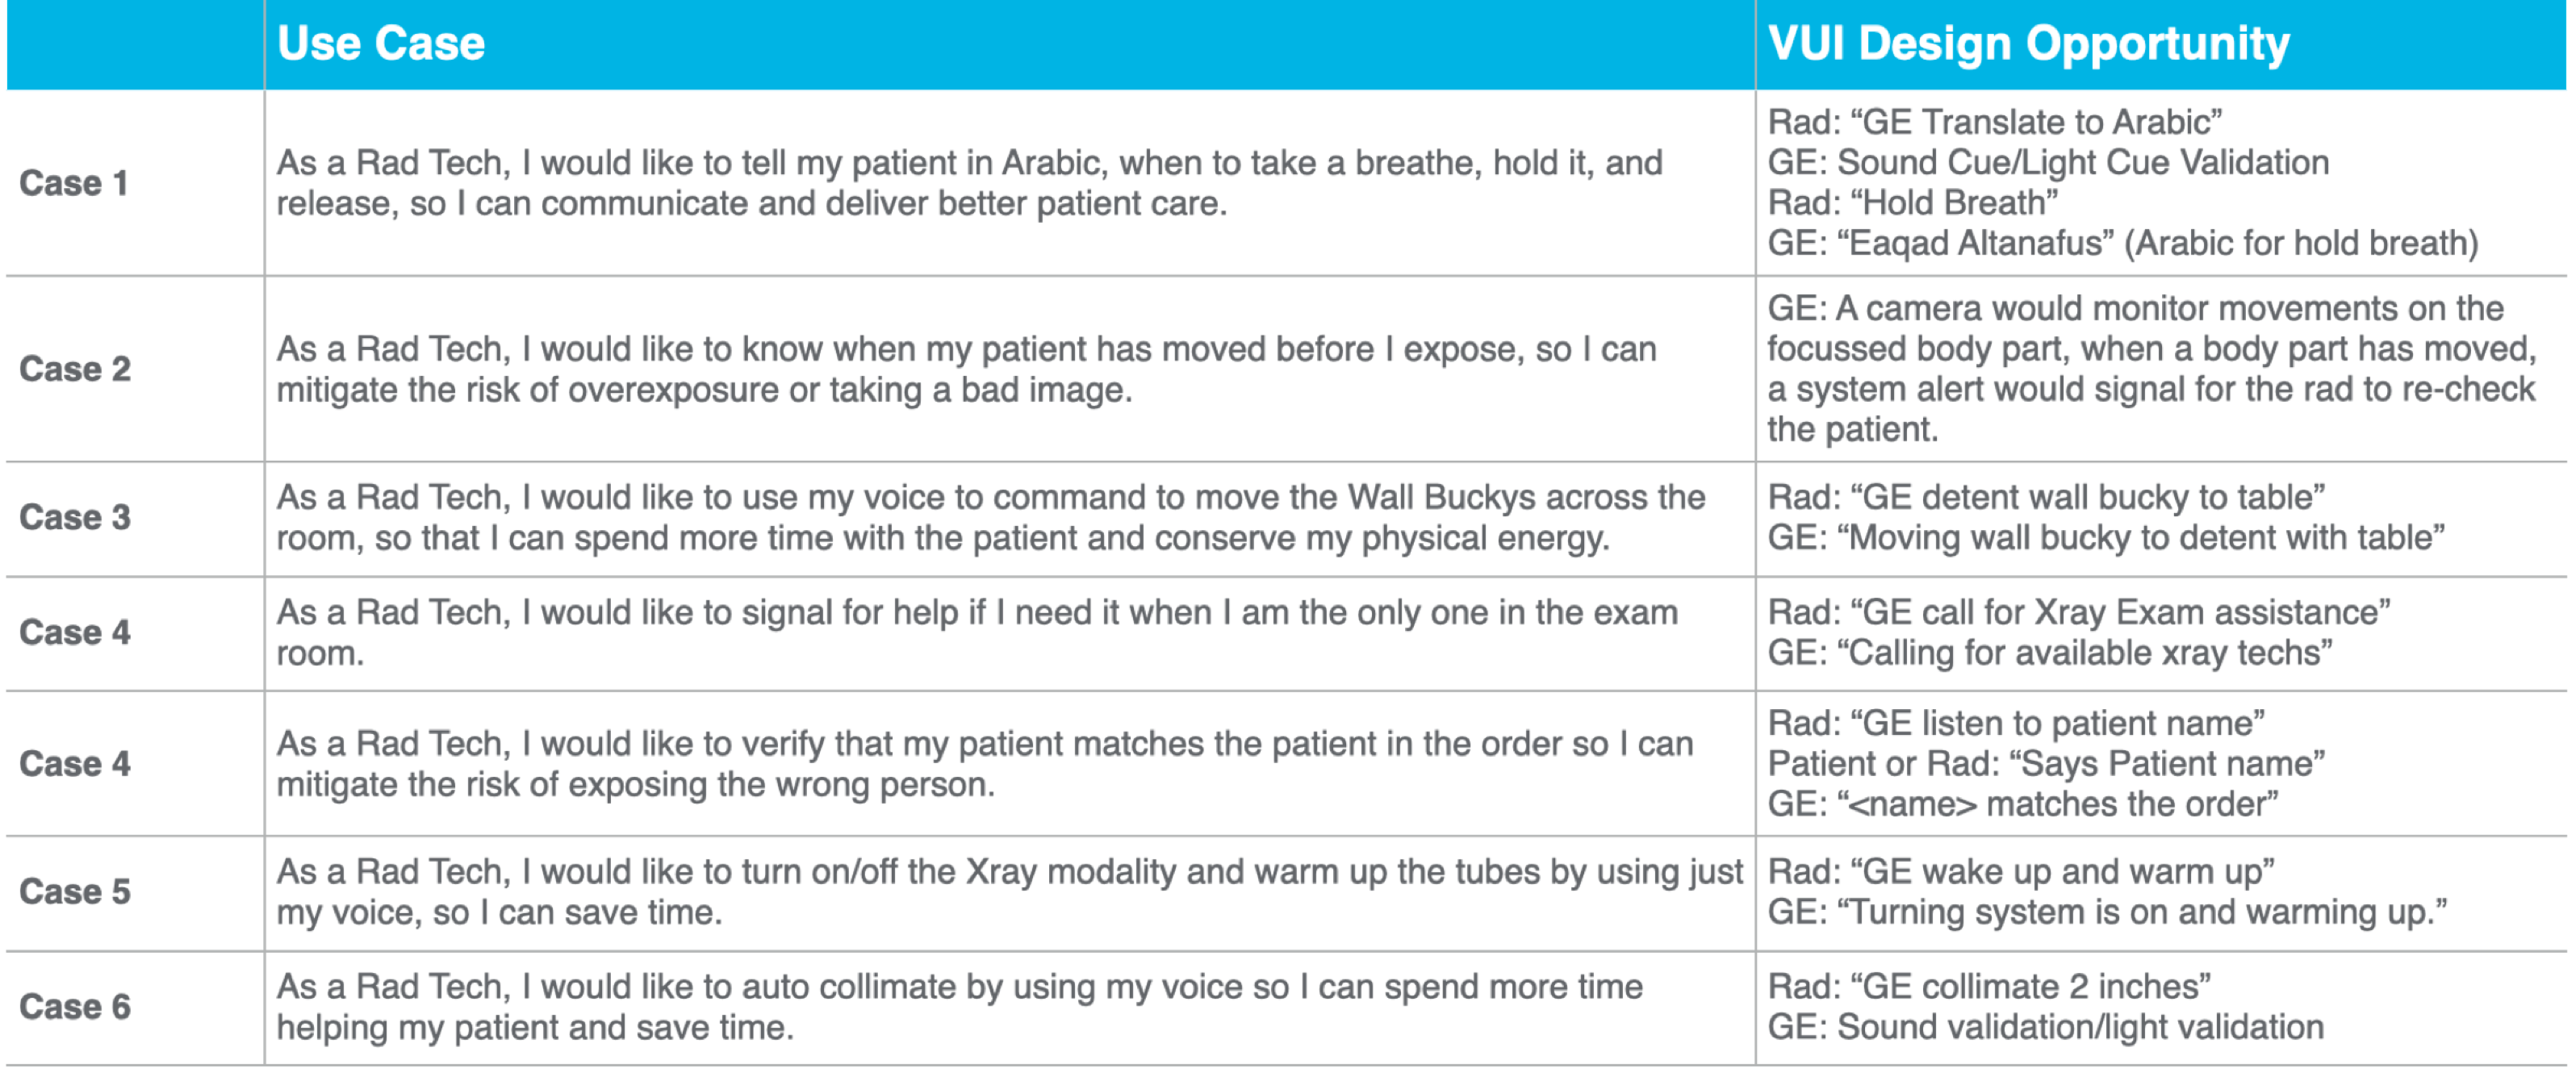 Use Case
VUI Design Opportunity
Case 1
As a Rad Tech, I would like to tell my patient in Arabic, when to take a breathe, hold it, and
release, so I can communicate and deliver better patient care.
Rad: “GE Translate to Arabic”
GE: Sound Cue/Light Cue Validation
Rad: “Hold Breath”
GE: “Eaqad Altanafus” (Arabic for hold breath)
Case 2
As a Rad Tech, I would like to know when my patient has moved before I expose, so I can
mitigate the risk of overexposure or taking a bad image.
GE: A camera would monitor movements on the
focussed body part, when a body part has moved,
a system alert would signal for the rad to re-check
the patient.
Case 3
As a Rad Tech, I would like to use my voice to command to move the Wall Buckys across the
room, so that I can spend more time with the patient and conserve my physical energy.
Rad: “GE detent wall bucky to table”
GE: “Moving wall bucky to detent with table”
Case 4
As a Rad Tech, I would like to signal for help if I need it when I am the only one in the exam
room.
Rad: “GE call for Xray Exam assistance”
GE: “Calling for available xray techs”
Case 4
As a Rad Tech, I would like to verify that my patient matches the patient in the order so I can
mitigate the risk of exposing the wrong person.
Rad: “GE listen to patient name”
Patient or Rad: “Says Patient name”
GE: “<name> matches the order”
Case 5
As a Rad Tech, I would like to turn on/off the Xray modality and warm up the tubes by using just
my voice, so I can save time.
Rad: “GE wake up and warm up”
GE: “Turning system is on and warming up.”
Case 6
As a Rad Tech, I would like to auto collimate by using my voice so I can spend more time
helping my patient and save time.
Rad: “GE collimate 2 inches”
GE: Sound validation/light validation